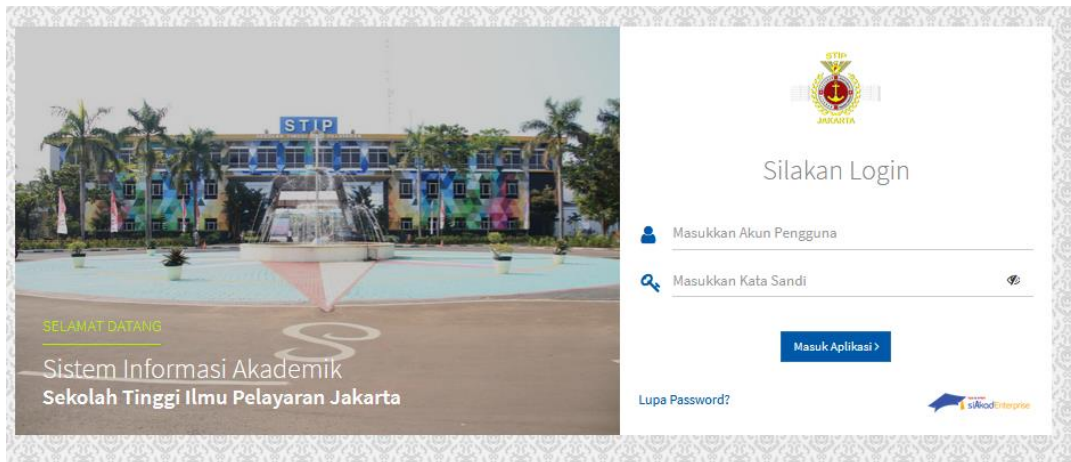 STIP
SELAMAT DATANG
Sistem Informasi Akademik
Sekolah Tinggi Ilmu Pelayaran Jakarta
STIP
JAKARTA
Silakan Login
Masukkan Akun Pengguna
Masukkan Kata Sandi
Masuk Aplikasi >
Lupa Password?
siAkadEnterprise